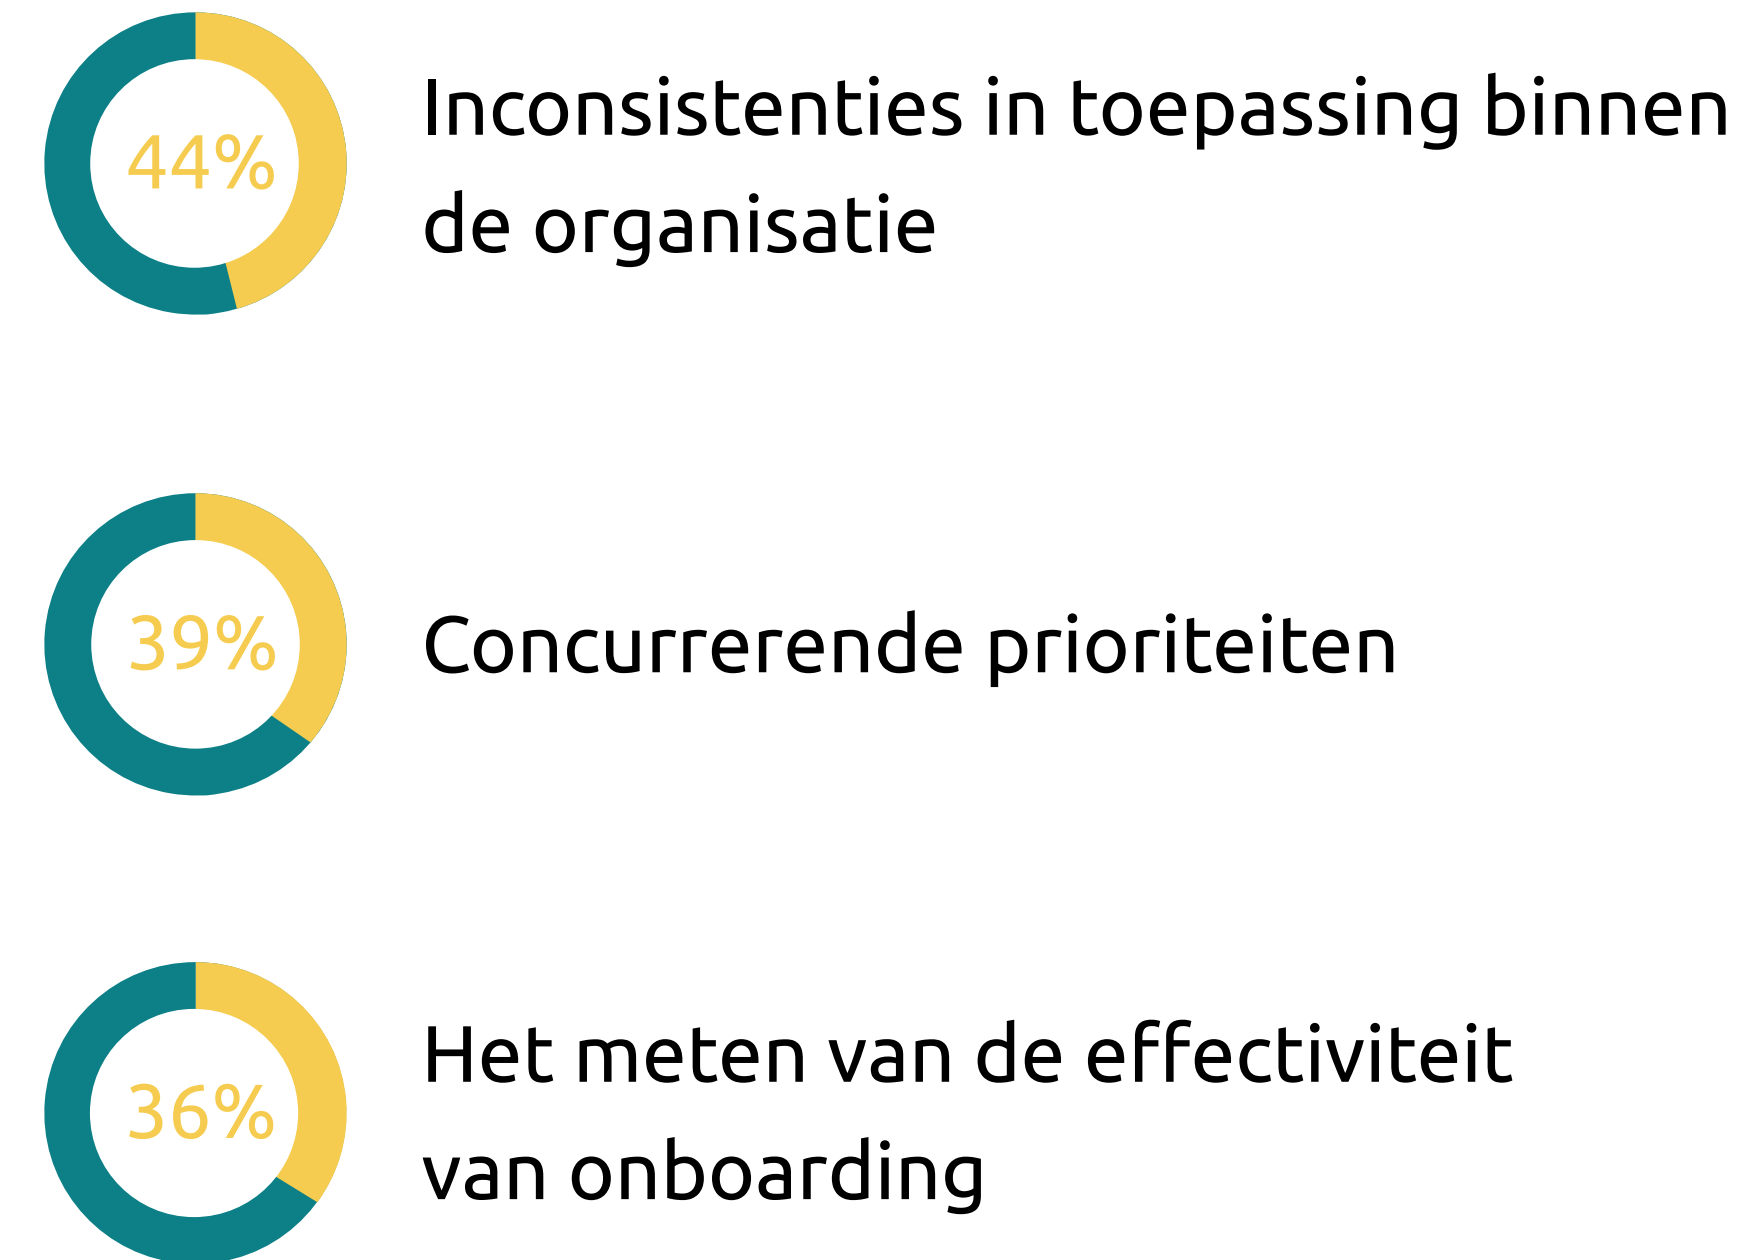 44%
Inconsistenties in toepassing binnen
de organisatie
39%
Concurrerende prioriteiten
36%
Het meten van de effectiviteit
van onboarding